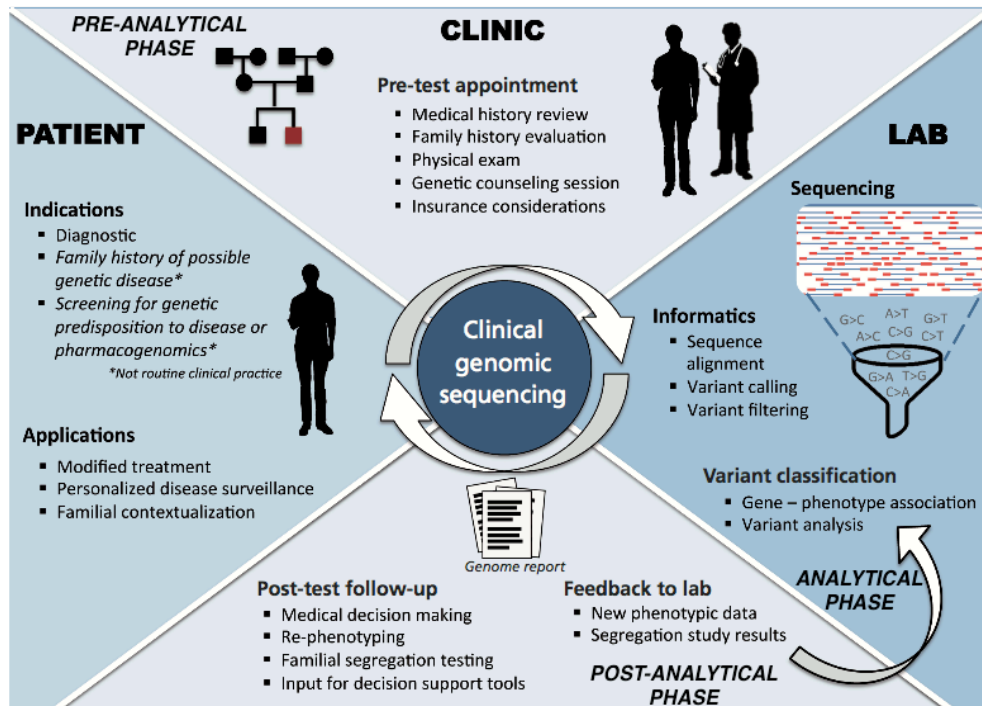 PRE-ANALYTICAL
PHASE
CLINIC
Pre-test appointment
▪ Medical history review
▪ Family history evaluation
▪ Physical exam
▪ Genetic counseling session
▪ Insurance considerations
PATIENT
Indications
▪ Diagnostic
▪ Family history of possible
genetic disease*
▪ Screening for genetic
predisposition to disease or
pharmacogenomics*
*Not routine clinical practice
Applications
▪ Modified treatment
▪ Personalized disease surveillance
▪ Familial contextualization
Clinical
genomic
sequencing
LAB
Sequencing
G>C A>T G>T
A>C C>G C>T
C>G
G>A T>G
C>A
Informatics
▪ Sequence
alignment
▪ Variant calling
▪ Variant filtering
Variant classification
▪ Gene – phenotype association
▪ Variant analysis
ANALYTICAL
PHASE
Genome report
Post-test follow-up
▪ Medical decision making
▪ Re-phenotyping
▪ Familial segregation testing
▪ Input for decision support tools
Feedback to lab
▪ New phenotypic data
▪ Segregation study results
POST-ANALYTICAL
PHASE